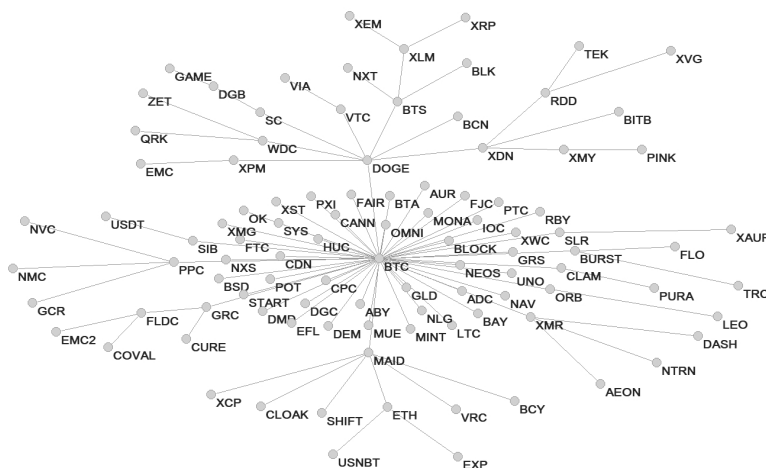 XEM
XRP
XLM
TEK
XVG
GAME
NXT
BLK
DGB
VIA
ZET
BTS
RDD
SC
VTC
BCN
BITB
QRK
WDC
XDN
XMY
PINK
EMC
XPM
DOGE
AUR
XST
PXI
FAIR
BTA
FJC
PTC
OK
CANN
MONA
RBY
NVC
USDT
XMG
SYS
OMNI
IOC
XWC
SLR
XAUR
SIB
FTC
HUC
BLOCK
GRS
BURST
FLO
NMC
PPC
NXS
CDN
BTC
NEOS
UNO
CLAM
BSD
POT
CPC
GLD
ADC
NAV
ORB
PURA
TRC
GCR
START
DGC
ABY
FLDC
GRC
DMD
NLG
BAY
XMR
LEO
EMC2
EFL
DEM
MUE
MINT
LTC
COVAL
CURE
DASH
MAID
NTRN
AEON
XCP
CLOAK
SHIFT
ETH
VRC
BCY
USNBT
EXP